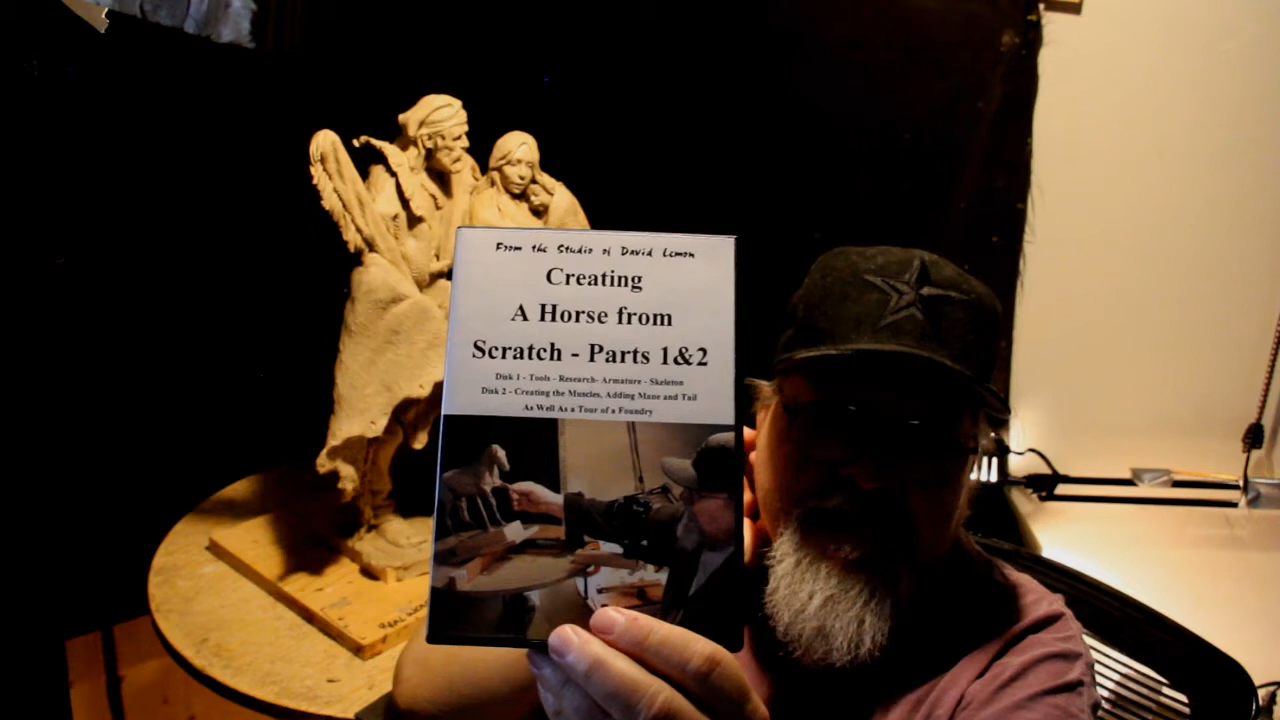 From the Studio of David Lemon
Creating
A Horse from
Scratch - Parts 1&2
Disk 1 - Tools - Research- Armature - Skeleton
Disk 2 - Creating the Muscles, Adding Mane and Tail
As Well As a Tour of a Foundry